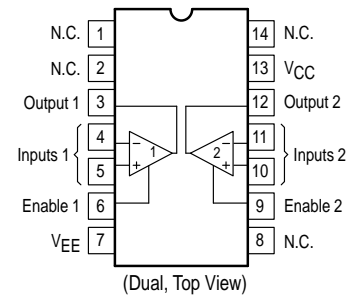 N.C. 1 14 N.C.
N.C. 2 13 VCC
Output 1 3 12 Output 2
4 - - 11
Inputs 1 1 2 Inputs 2
5 + + 10
Enable 1 6 9 Enable 2
VEE 7 8 N.C.
(Dual, Top View)